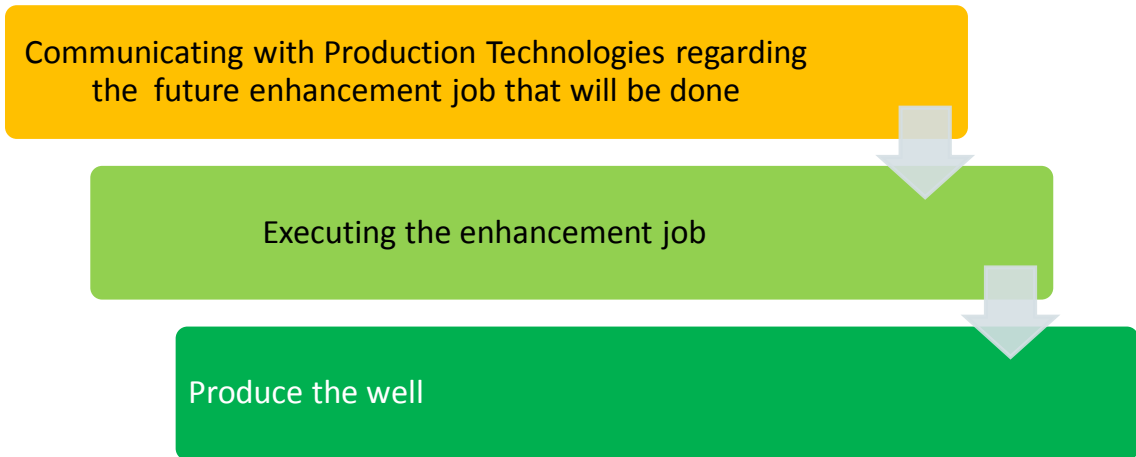 Communicating with Production Technologies regarding
the future enhancement job that will be done
Executing the enhancement job
Produce the well